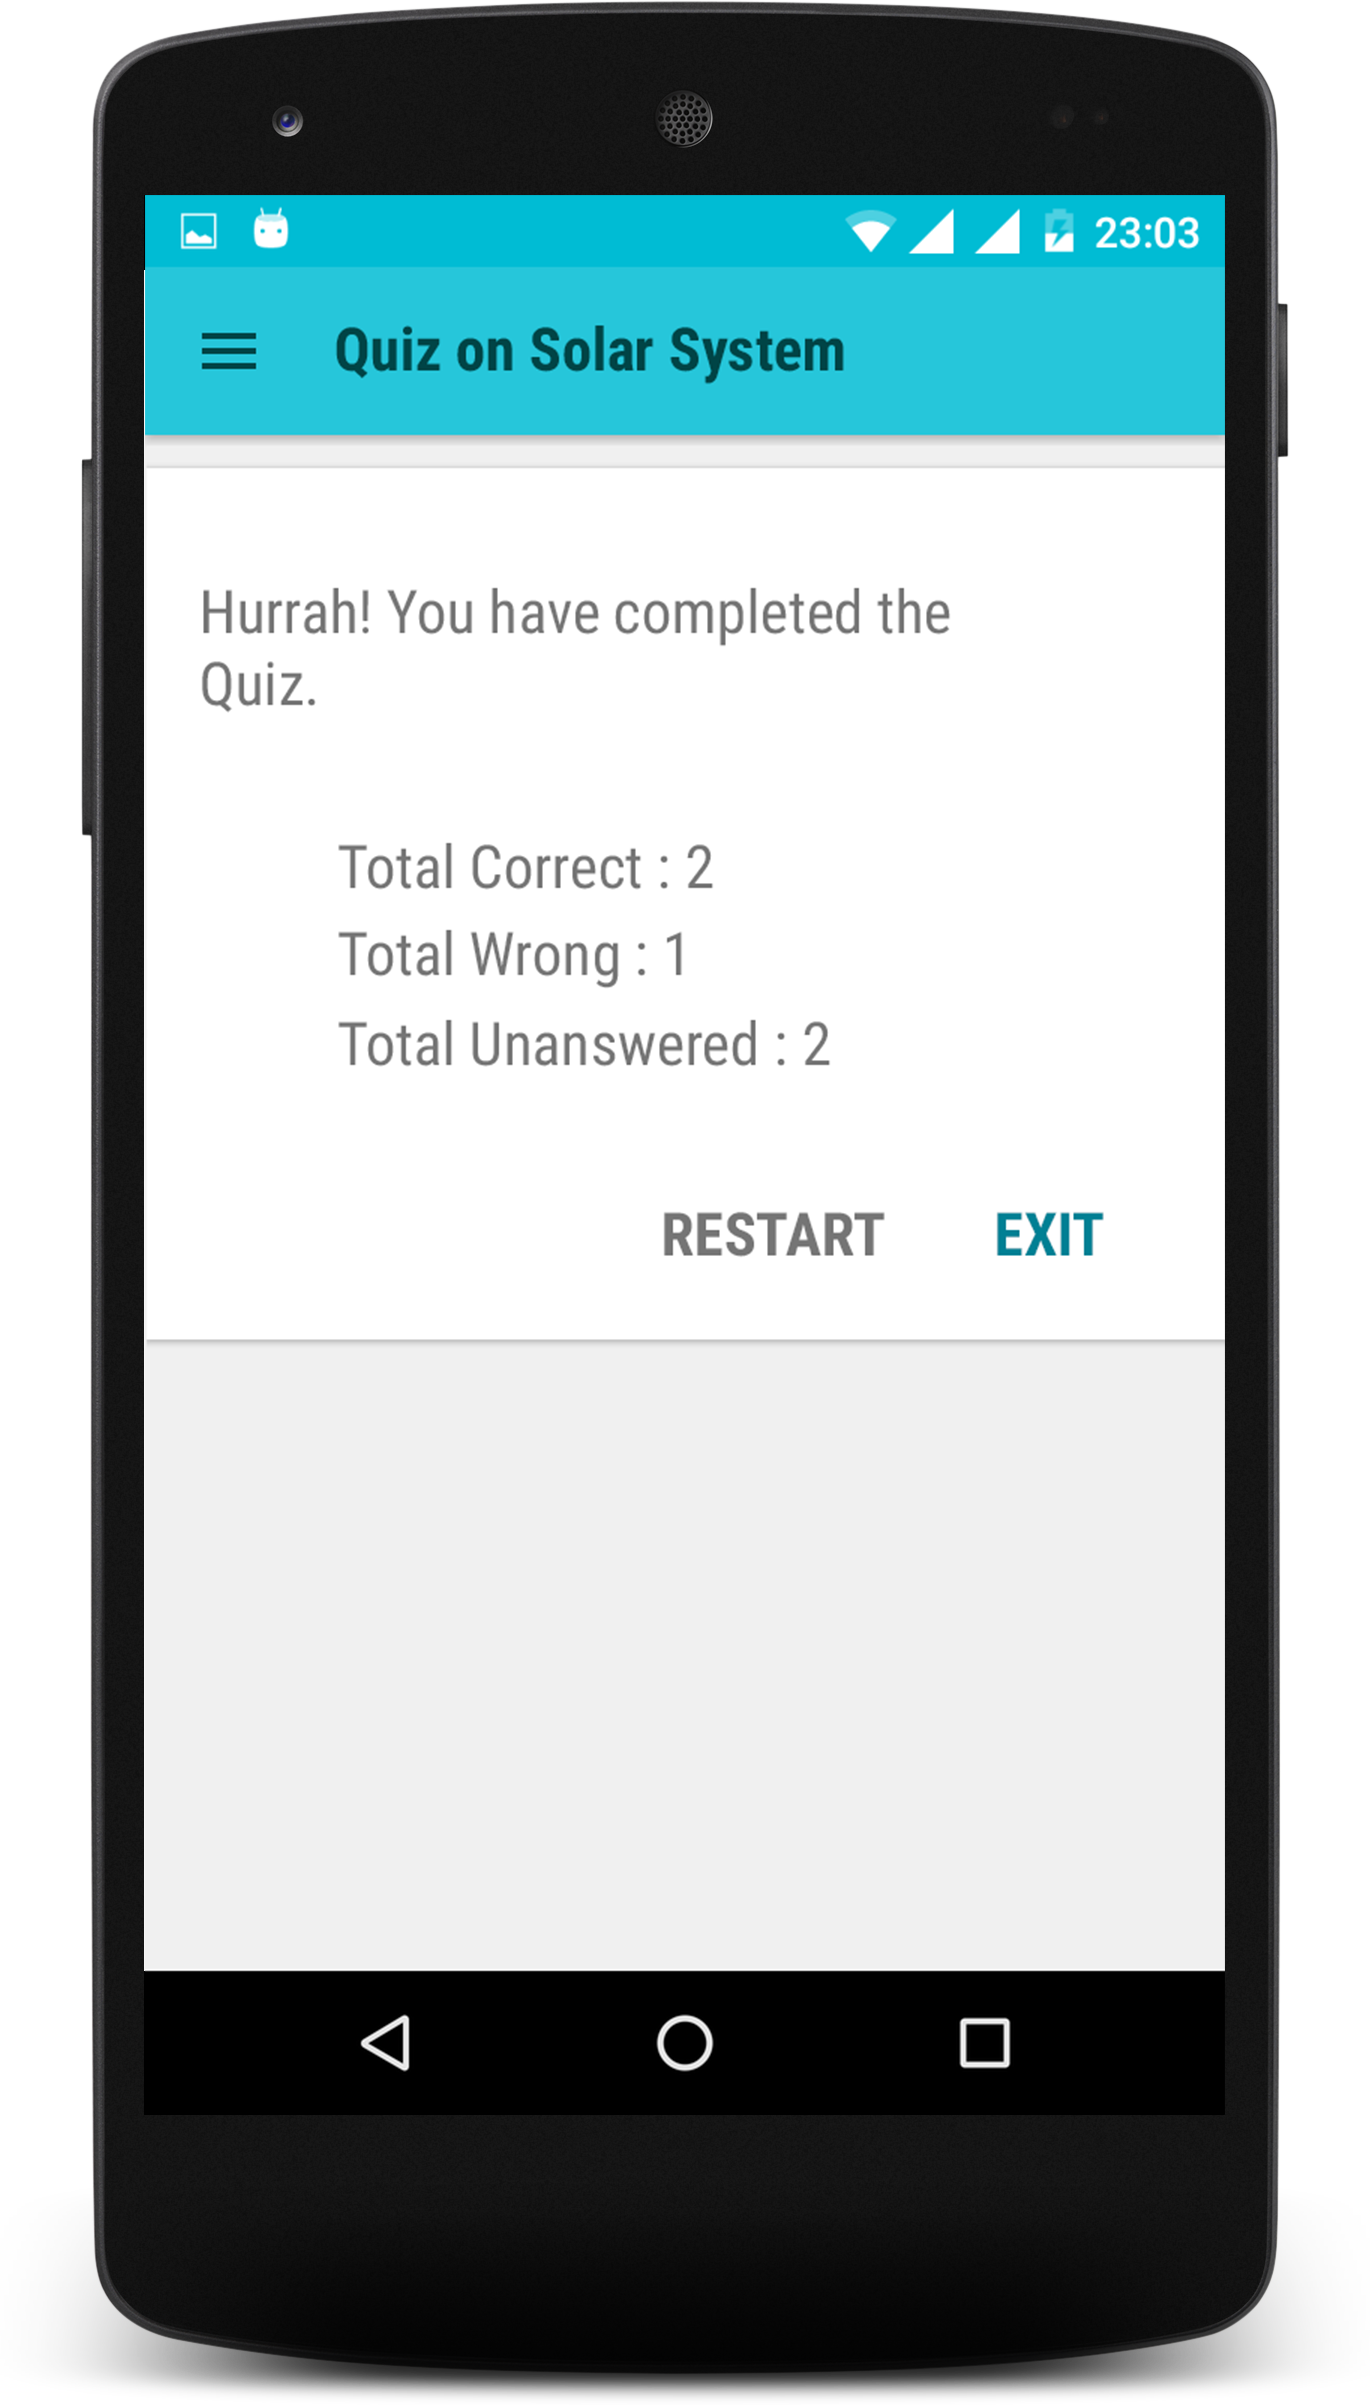 23:03
Quiz on Solar System
Hurrah! You have completed the
Quiz.
Total Correct : 2
Total Wrong : 1
Total Unanswered : 2
RESTART EXIT